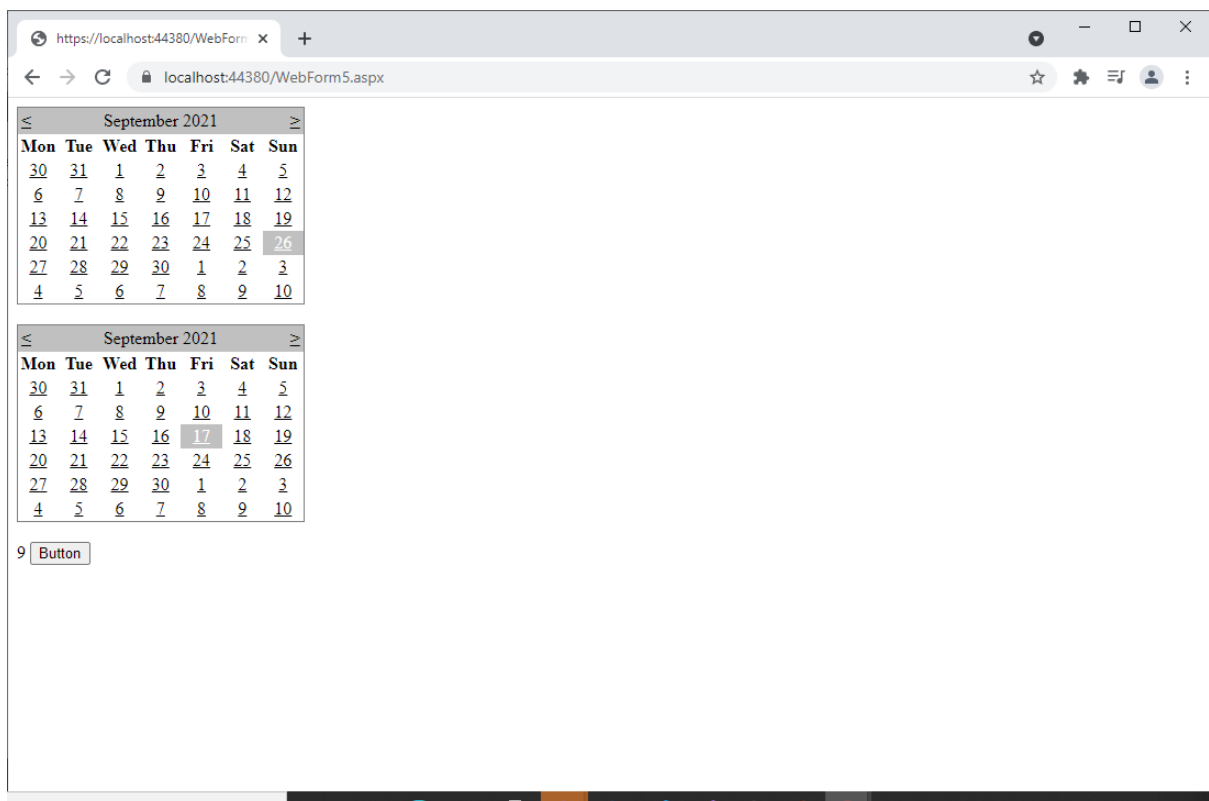 https://localhost:44380/WebForm
localhost:44380/WebForm5.aspx
< September 2021 >
Mon Tue Wed Thu Fri Sat Sun
30 31 1 2 3 4 5
6 7 8 9 10 11 12
13 14 15 16 17 18 19
20 21 22 23 24 25 26
27 28 29 30 1 2 3
4 5 6 7 8 9 10
< September 2021 >
Mon Tue Wed Thu Fri Sat Sun
30 31 1 2 3 4 5
6 7 8 9 10 11 12
13 14 15 16 17 18 19
20 21 22 23 24 25 26
27 28 29 30 1 2 3
4 5 6 7 8 9 10
9 Button